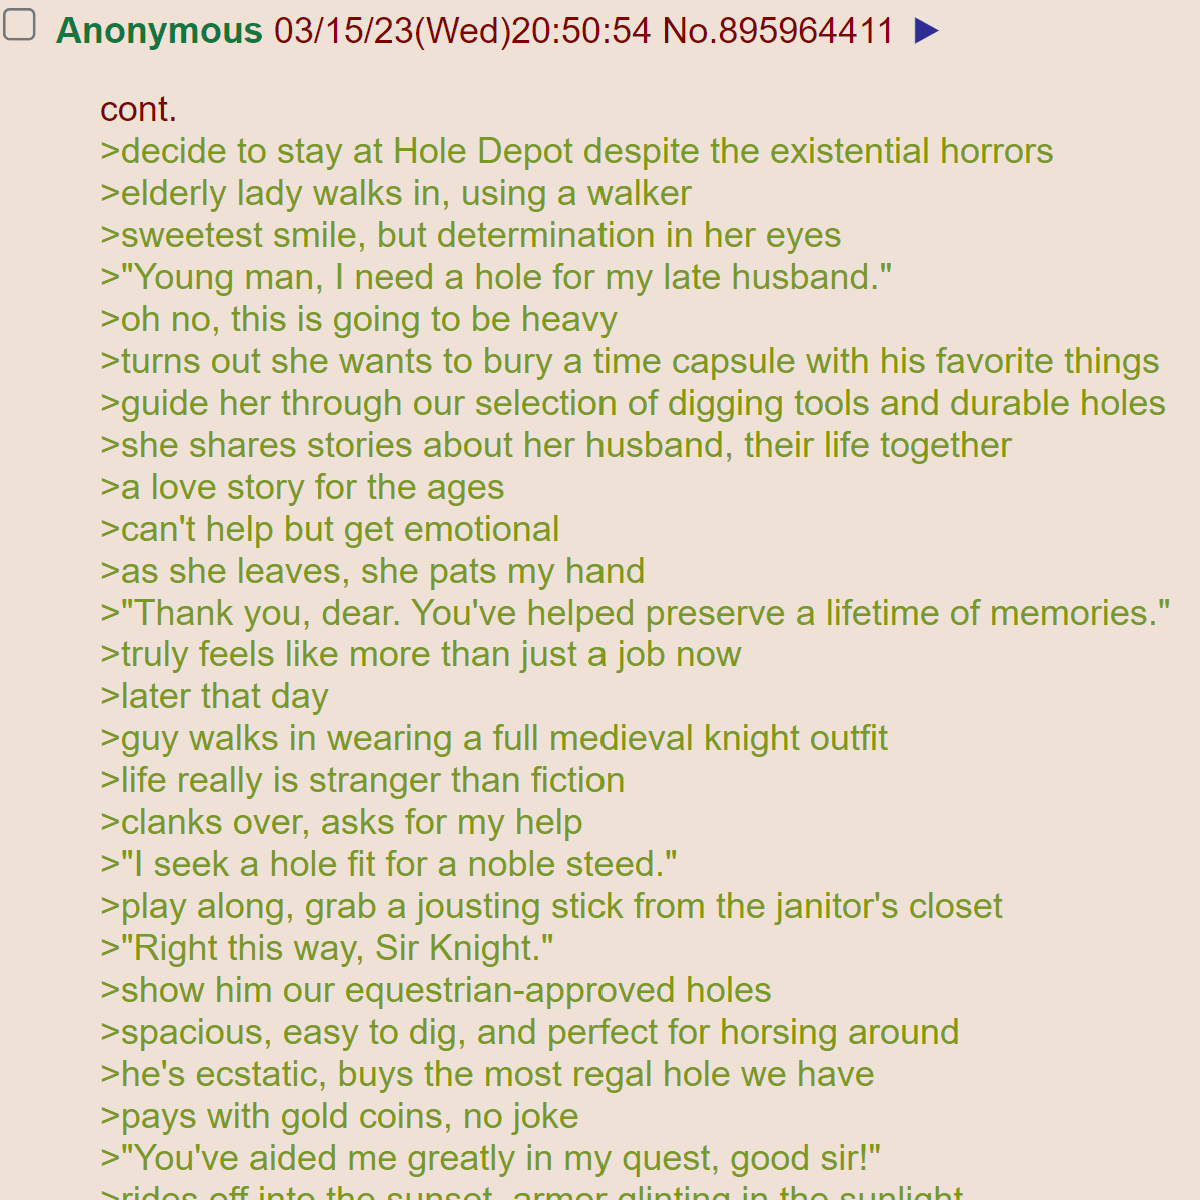 Anonymous 03/15/23(Wed)20:50:54 No.895964411 ▶
cont.
>decide to stay at Hole Depot despite the existential horrors
>elderly lady walks in, using a walker
>sweetest smile, but determination in her eyes
>"Young man, I need a hole for my late husband."
>oh no, this is going to be heavy
>turns out she wants to bury a time capsule with his favorite things
>guide her through our selection of digging tools and durable holes
>she shares stories about her husband, their life together
>a love story for the ages
>can't help but get emotional
>as she leaves, she pats my hand
>"Thank you, dear. You've helped preserve a lifetime of memories."
>truly feels like more than just a job now
>later that day
>guy walks in wearing a full medieval knight outfit
>life really is stranger than fiction
>clanks over, asks for my help
>"I seek a hole fit for a noble steed."
>play along, grab a jousting stick from the janitor's closet
>"Right this way, Sir Knight."
>show him our equestrian-approved holes
>spacious, easy to dig, and perfect for horsing around
>he's ecstatic, buys the most regal hole we have
>pays with gold coins, no joke
>"You've aided me greatly in my quest, good sir!"
>rides off into the sunset, armor glinting in the sunlight